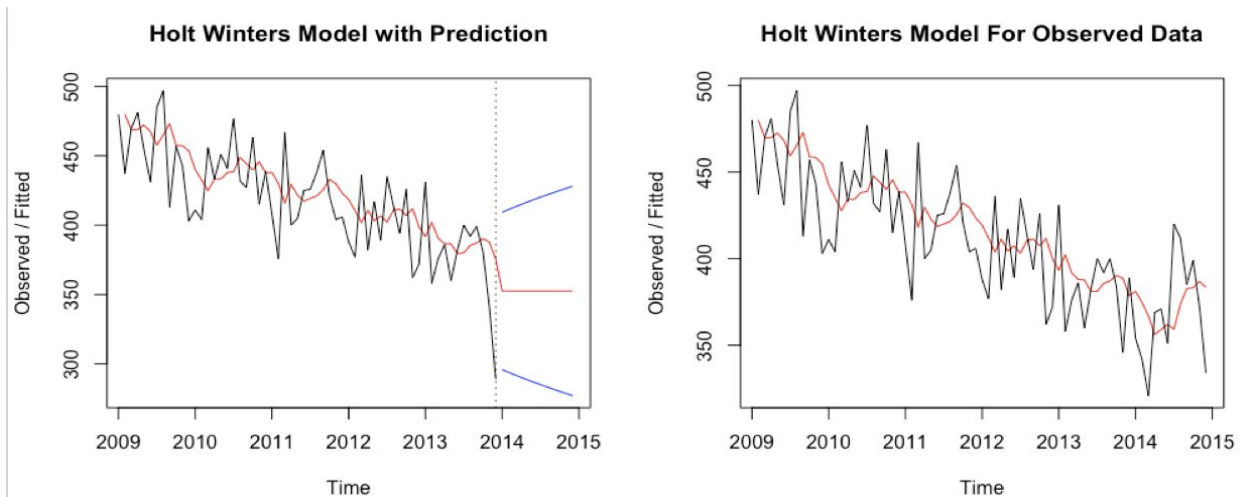 Holt Winters Model with Prediction
Observed / Fitted
500
450
400
350
300
2009 2010 2011 2012 2013 2014 2015
Time
Holt Winters Model For Observed Data
Observed / Fitted
500
450
400
350
2009 2010 2011 2012 2013 2014 2015
Time